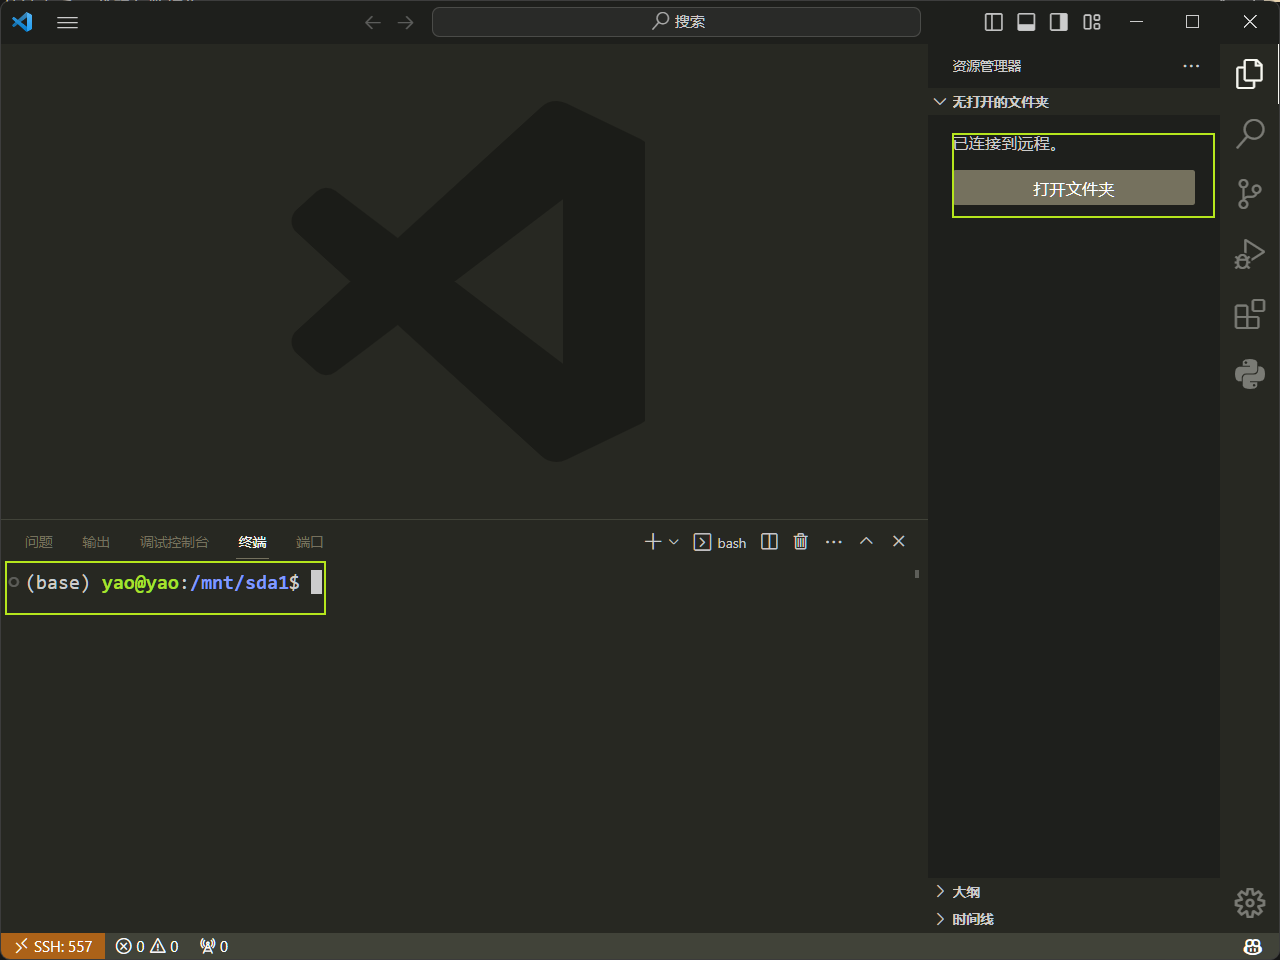 搜索
资源管理器
无打开的文件夹
已连接到远程。
打开文件夹
问题 输出 调试控制台 终端 端口
bash
(base) yao@yao:/mnt/sda1$
大纲
时间线
SSH: 557 0 0 0